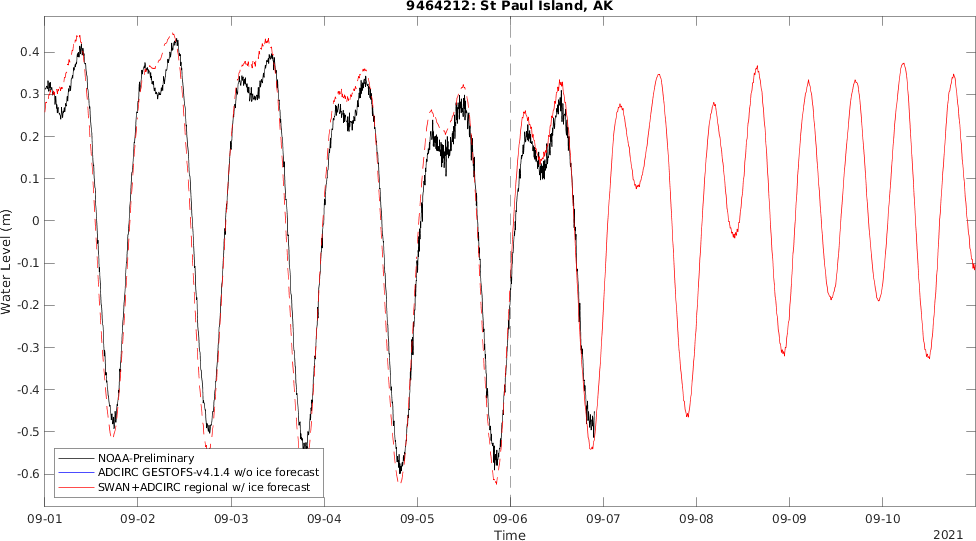 9464212: St Paul Island, AK
Water Level (m)
0.4
0.3
0.2
0.1
0
-0.1
-0.2
-0.3
-0.4
-0.5
-0.6
NOAA-Preliminary
ADCIRC GESTOFS-v4.1.4 w/o ice forecast
SWAN+ADCIRC regional w/ ice forecast
09-01 09-02 09-03 09-04 09-05 09-06 09-07 09-08 09-09 09-10
Time
2021